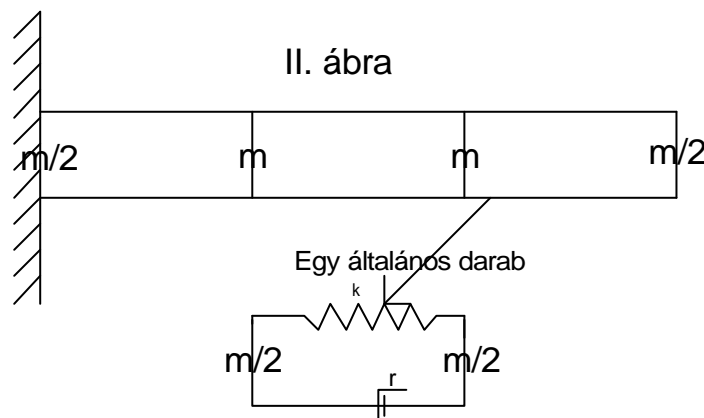 II. ábra
m/2 m m m/2
Egy általános darab
k
m/2 m/2
r